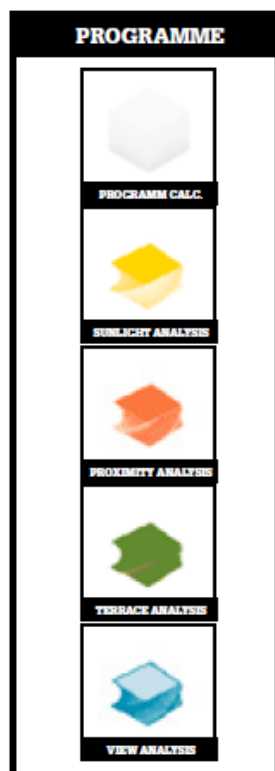 PROGRAMME
PROGRAMM CALC.
SUNLIGHT ANALYSIS
PROXIMITY ANALYSIS
TERRACE ANALYSIS
VIEW ANALYSIS